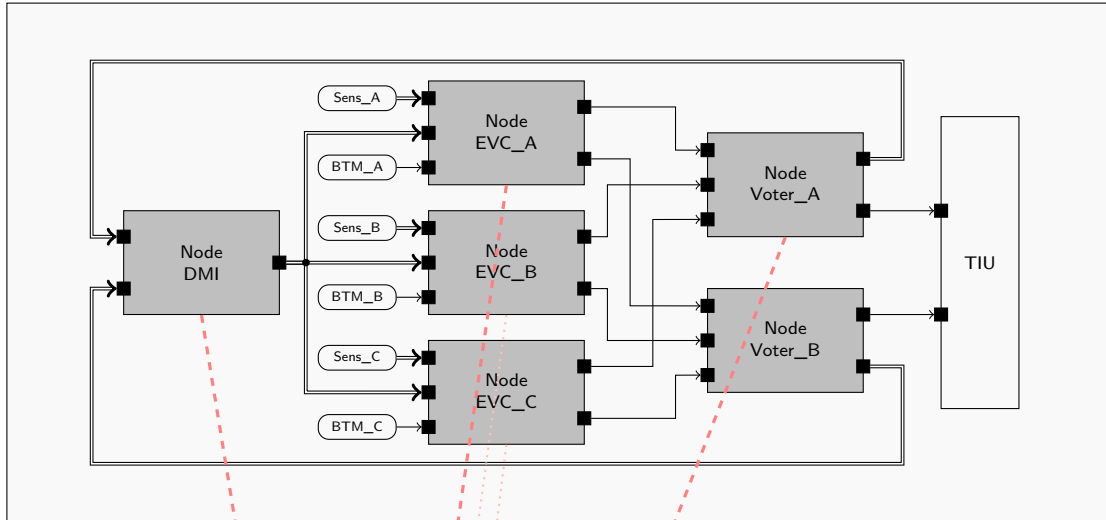 Sens_A
Node
EVC_A
BTM_A
Node
Voter_A
Node
DMI
Sens_B
Node
EVC_B
BTM_B
TIU
Node
Voter_B
Sens_C
Node
EVC_C
BTM_C